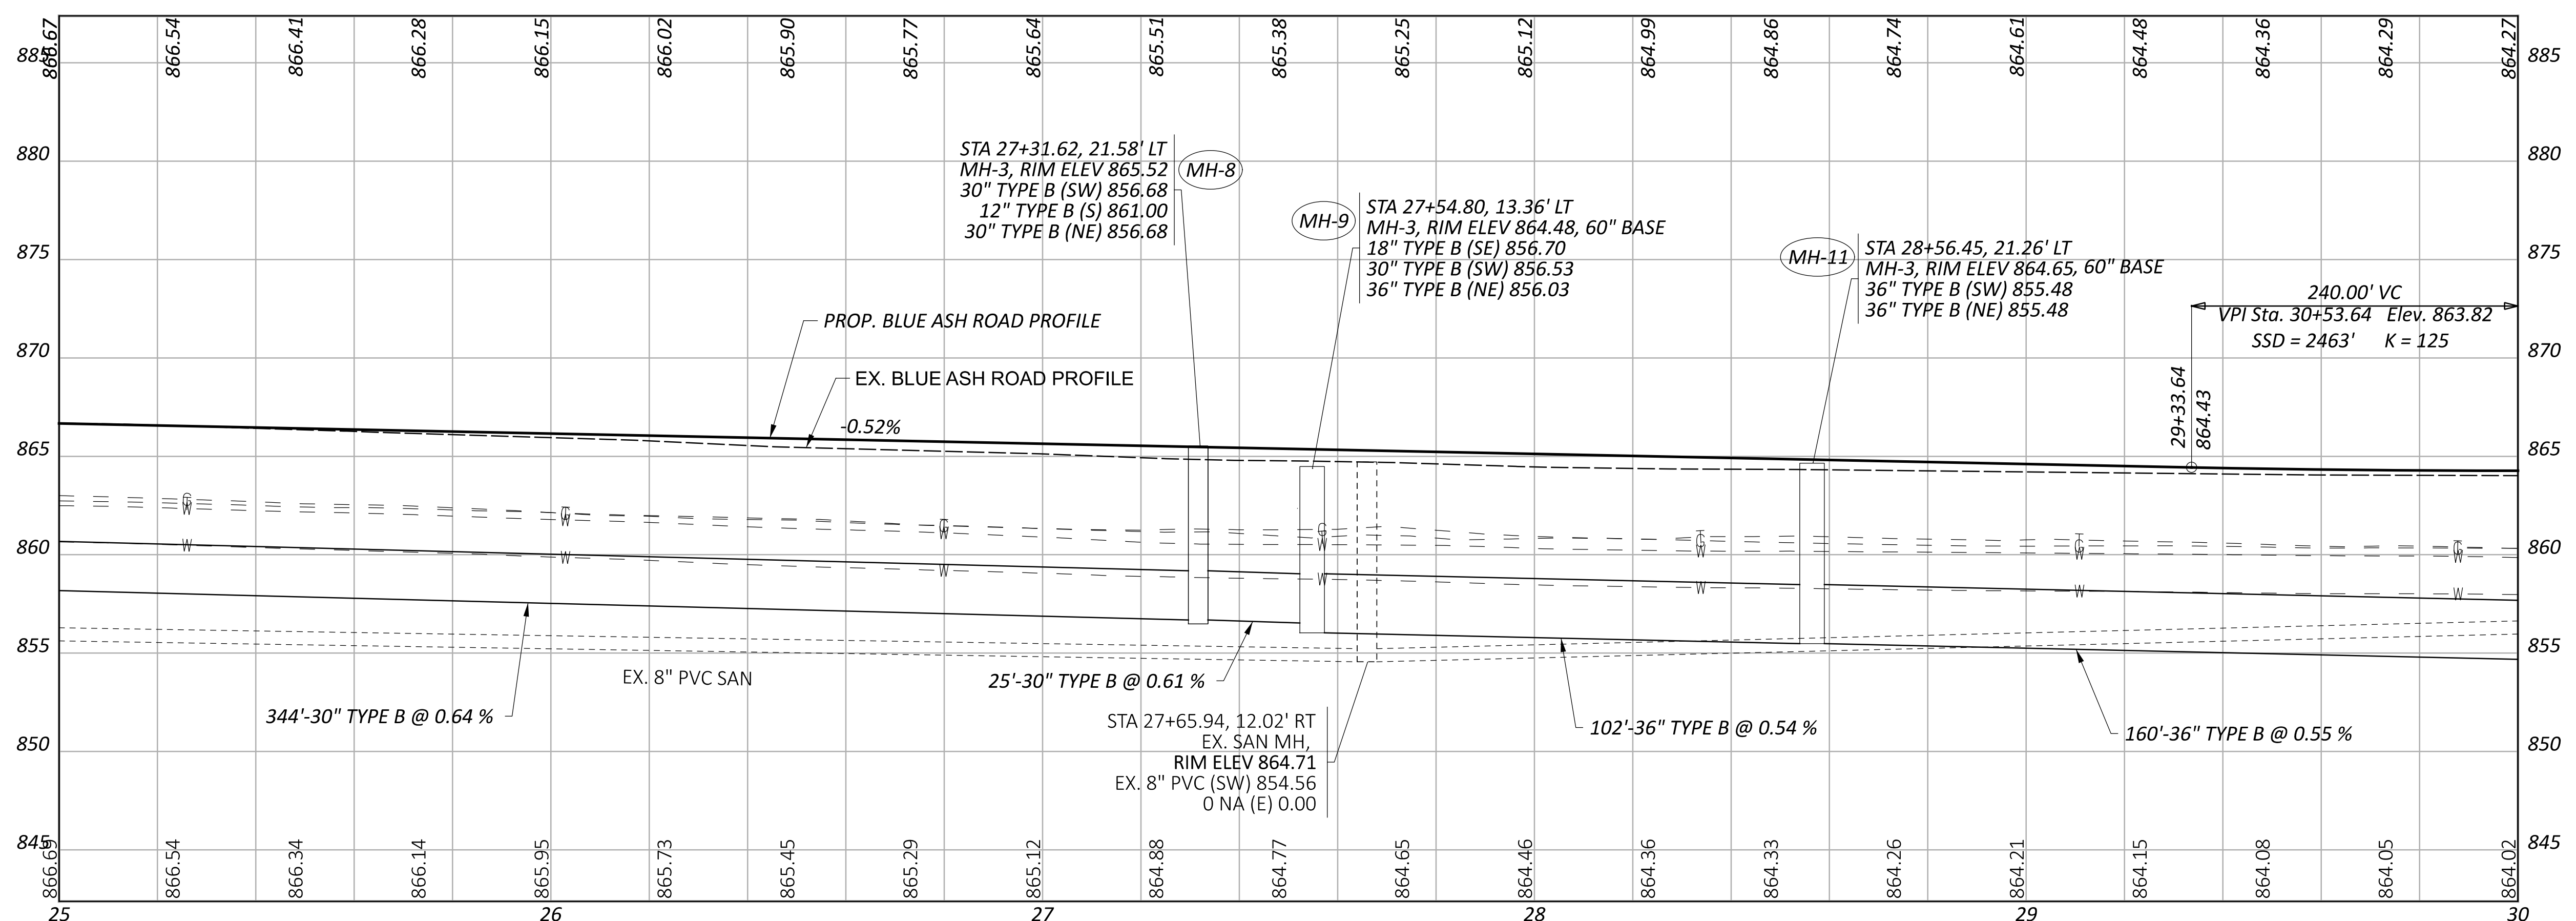 866.67
866.54
866.41
866.28
866.15
866.02
865.90
865.77
865.64
865.51
865.38
865.25
865.12
864.99
864.86
864.74
864.61
864.48
864.36
864.29
864.27
885
885
880
880
875
875
870
870
865
865
860
860
855
855
850
850
845
845
STA 27+31.62, 21.58' LT
MH-3, RIM ELEV 865.52
30" TYPE B (SW) 856.68
12" TYPE B (S) 861.00
30" TYPE B (NE) 856.68
MH-8
MH-9
STA 27+54.80, 13.36' LT
MH-3, RIM ELEV 864.48, 60" BASE
18" TYPE B (SE) 856.70
30" TYPE B (SW) 856.53
36" TYPE B (NE) 856.03
MH-11
STA 28+56.45, 21.26' LT
MH-3, RIM ELEV 864.65, 60" BASE
36" TYPE B (SW) 855.48
36" TYPE B (NE) 855.48
240.00' VC
VPI Sta. 30+53.64 Elev. 863.82
SSD = 2463' K = 125
29+33.64
864.43
PROP. BLUE ASH ROAD PROFILE
EX. BLUE ASH ROAD PROFILE
-0.52%
G
W
W
T
W
W
G
W
W
G
W
W
T
G
W
W
T
G
W
W
T
G
W
W
EX. 8" PVC SAN
344'-30" TYPE B @ 0.64 %
25'-30" TYPE B @ 0.61 %
102'-36" TYPE B @ 0.54 %
160'-36" TYPE B @ 0.55 %
STA 27+65.94, 12.02' RT
EX. SAN MH,
RIM ELEV 864.71
EX. 8" PVC (SW) 854.56
0 NA (E) 0.00
866.69
866.54
866.34
866.14
865.95
865.73
865.45
865.29
865.12
864.88
864.77
864.65
864.46
864.36
864.33
864.26
864.21
864.15
864.08
864.05
864.02
25
26
27
28
29
30